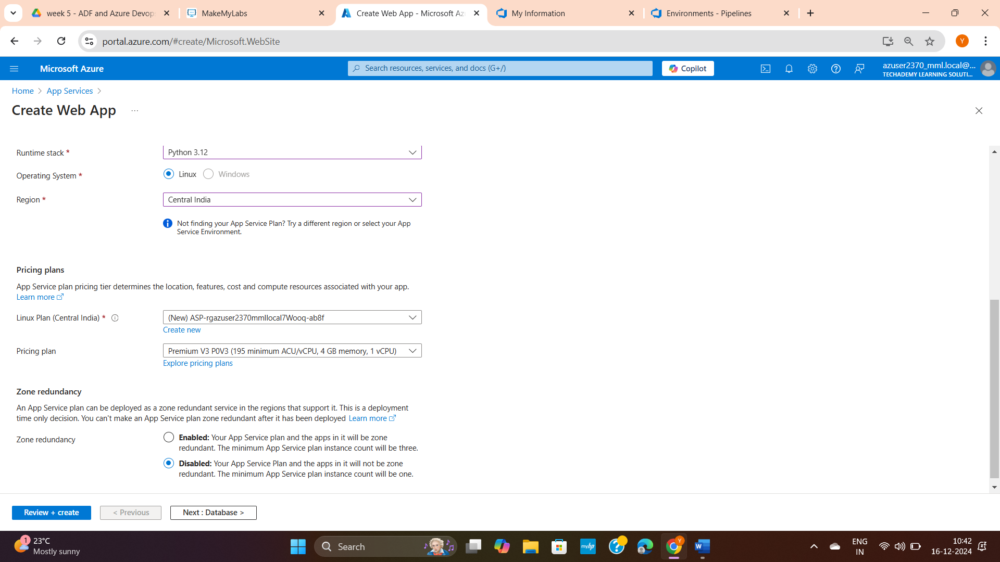 week 5 - ADF and Azure Devop
MakeMyLabs
Create Web App - Microsoft Az
My Information
Environments - Pipelines
portal.azure.com/#create/Microsoft.WebSite
Y
Microsoft Azure
Search resources, services, and docs (G+/)
Copilot
azuser2370_mml.local@...
TECHADEMY LEARNING SOLUTI...
Home > App Services >
Create Web App ...
Runtime stack *
Python 3.12
Operating System *
Linux
Windows
Region *
Central India
Not finding your App Service Plan? Try a different region or select your App
Service Environment.
Pricing plans
App Service plan pricing tier determines the location, features, cost and compute resources associated with your app.
Learn more
Linux Plan (Central India) *
(New) ASP-rgazuser2370mmllocal7Wooq-ab8f
Create new
Pricing plan
Premium V3 P0V3 (195 minimum ACU/vCPU, 4 GB memory, 1 vCPU)
Explore pricing plans
Zone redundancy
An App Service plan can be deployed as a zone redundant service in the regions that support it. This is a deployment
time only decision. You can't make an App Service plan zone redundant after it has been deployed Learn more
Zone redundancy
Enabled: Your App Service plan and the apps in it will be zone
redundant. The minimum App Service plan instance count will be three.
Disabled: Your App Service Plan and the apps in it will not be zone
redundant. The minimum App Service plan instance count will be one.
Review + create
< Previous
Next : Database >
1
23°C
Mostly sunny
Search
myhp
Y
W
ENG
IN
10:42
16-12-2024